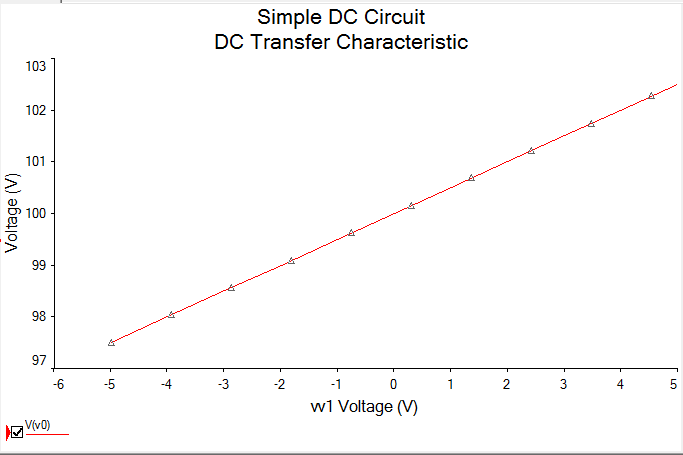 Simple DC Circuit
DC Transfer Characteristic
103
102
101
100
99
98
97
Voltage (V)
-6 -5 -4 -3 -2 -1 0 1 2 3 4 5
vv1 Voltage (V)
V(v0)